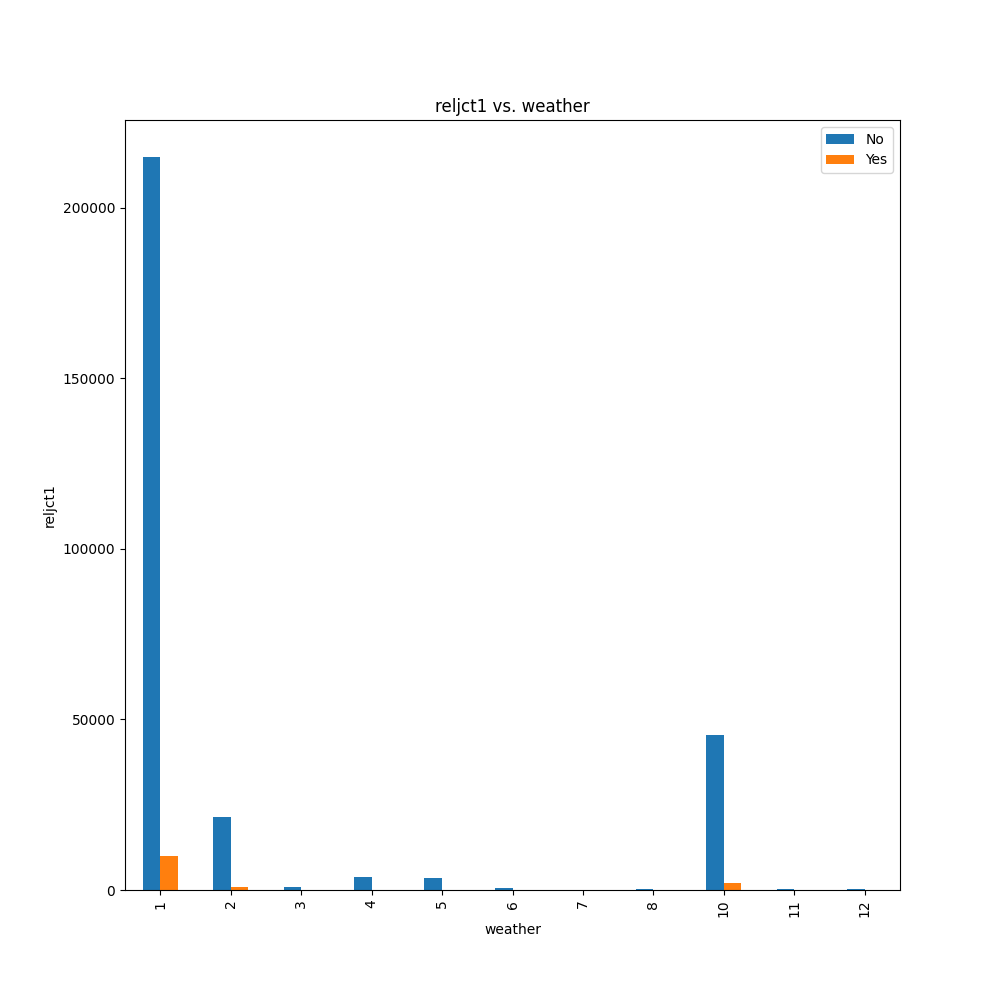 reljct1 vs. weather
No
Yes
200000
150000
100000
50000
0
reljct1
1 2 3 4 5 6 7 8 10 11 12
weather